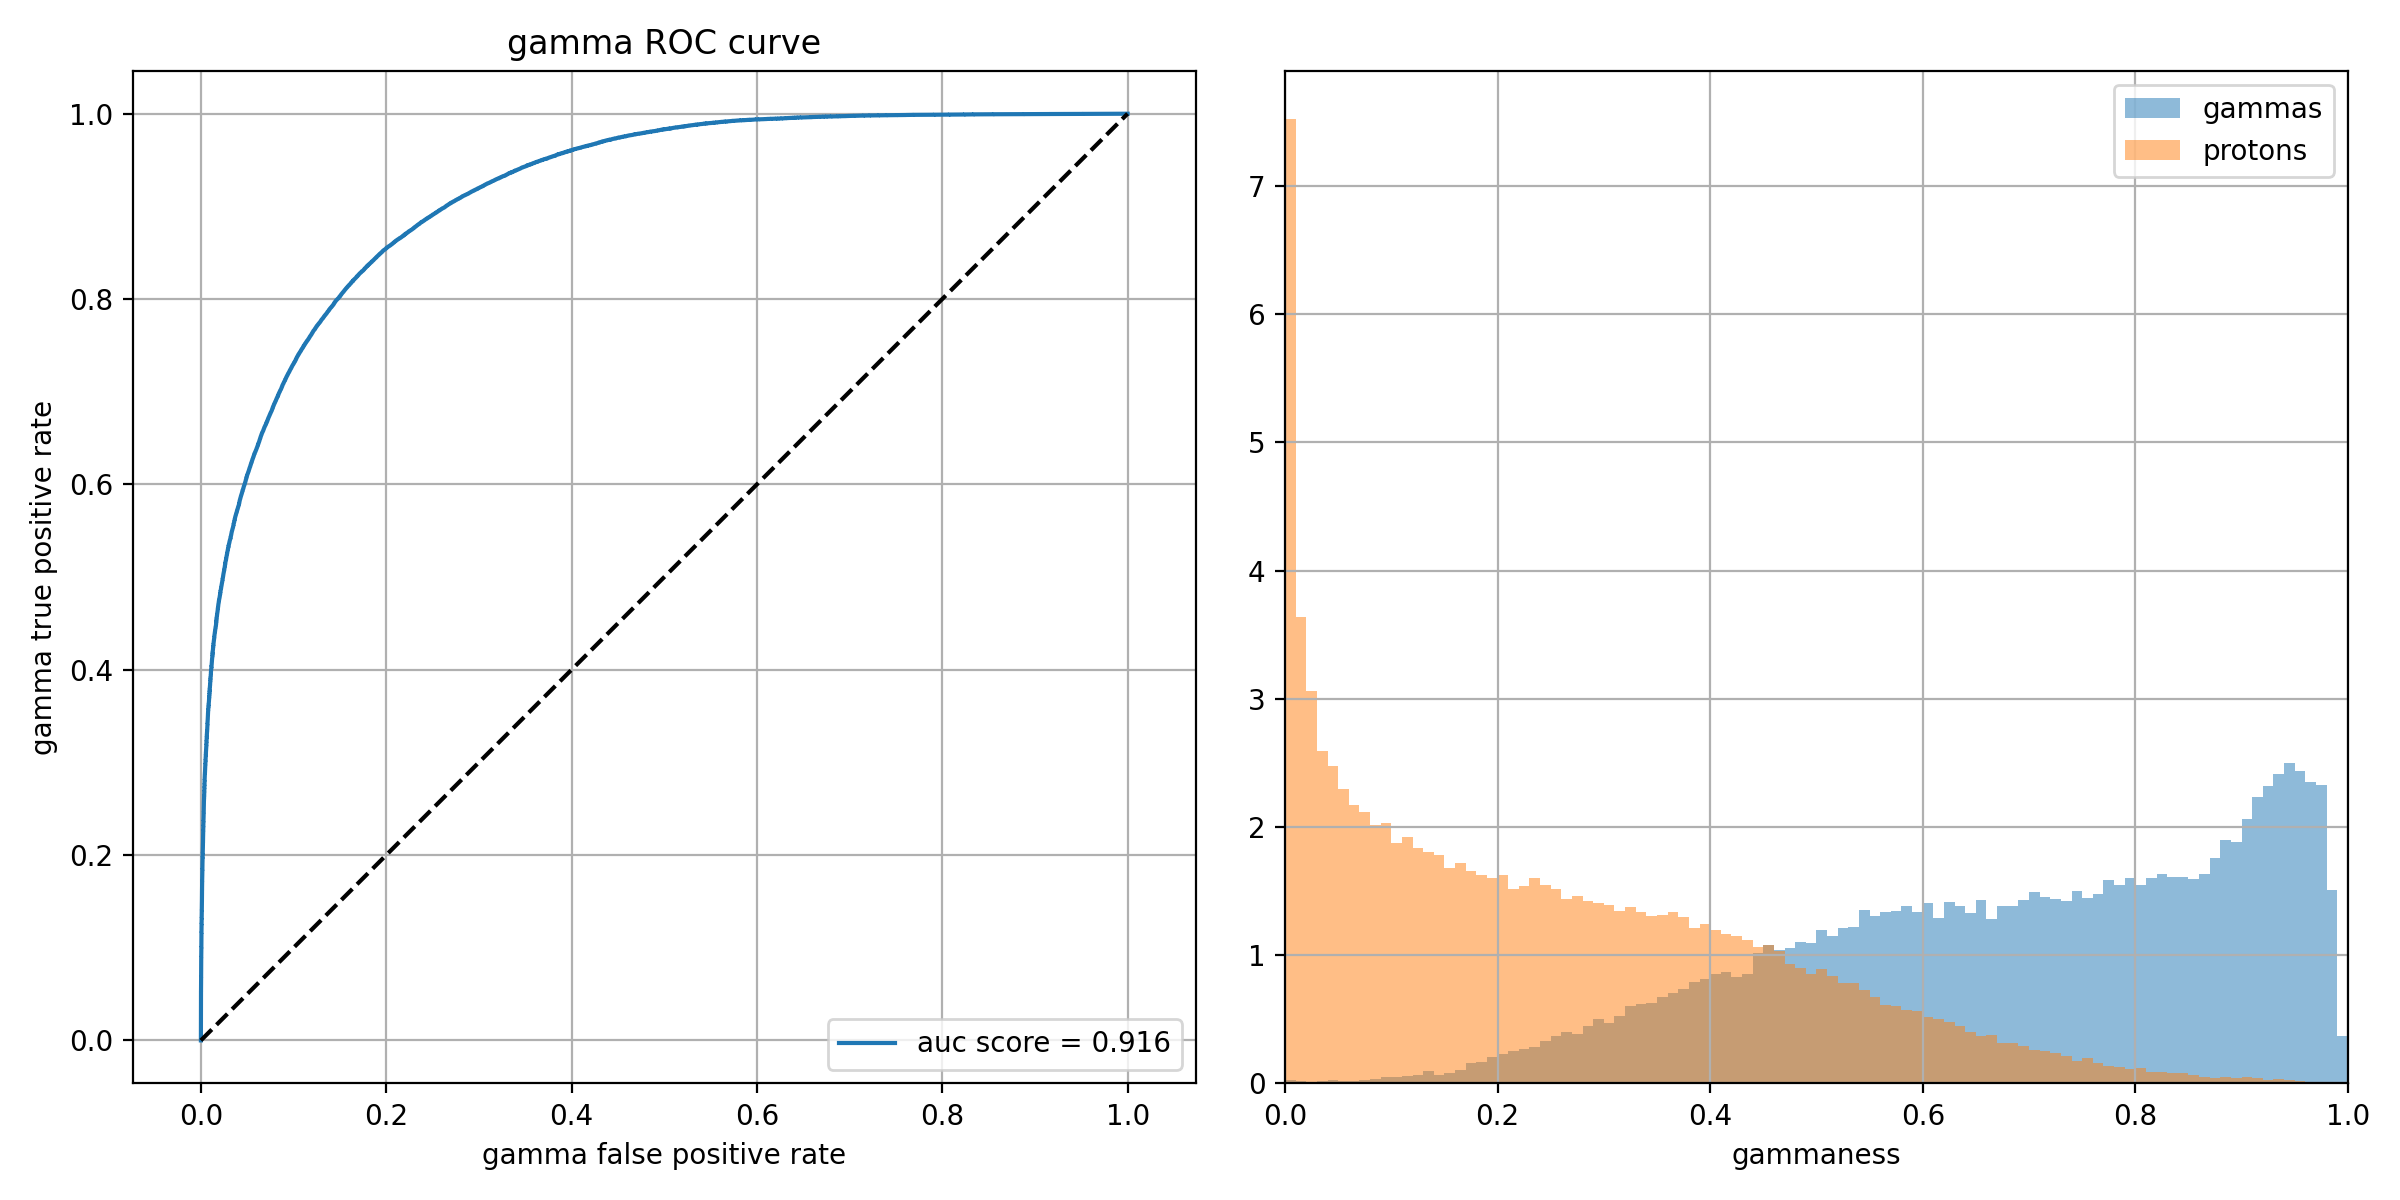 gamma ROC curve
gamma true positive rate
1.0
0.8
0.6
0.4
0.2
0.0
auc score = 0.916
0.0 0.2 0.4 0.6 0.8 1.0
gamma false positive rate
gammas
protons
7
6
5
4
3
2
1
0
0.0 0.2 0.4 0.6 0.8 1.0
gammaness